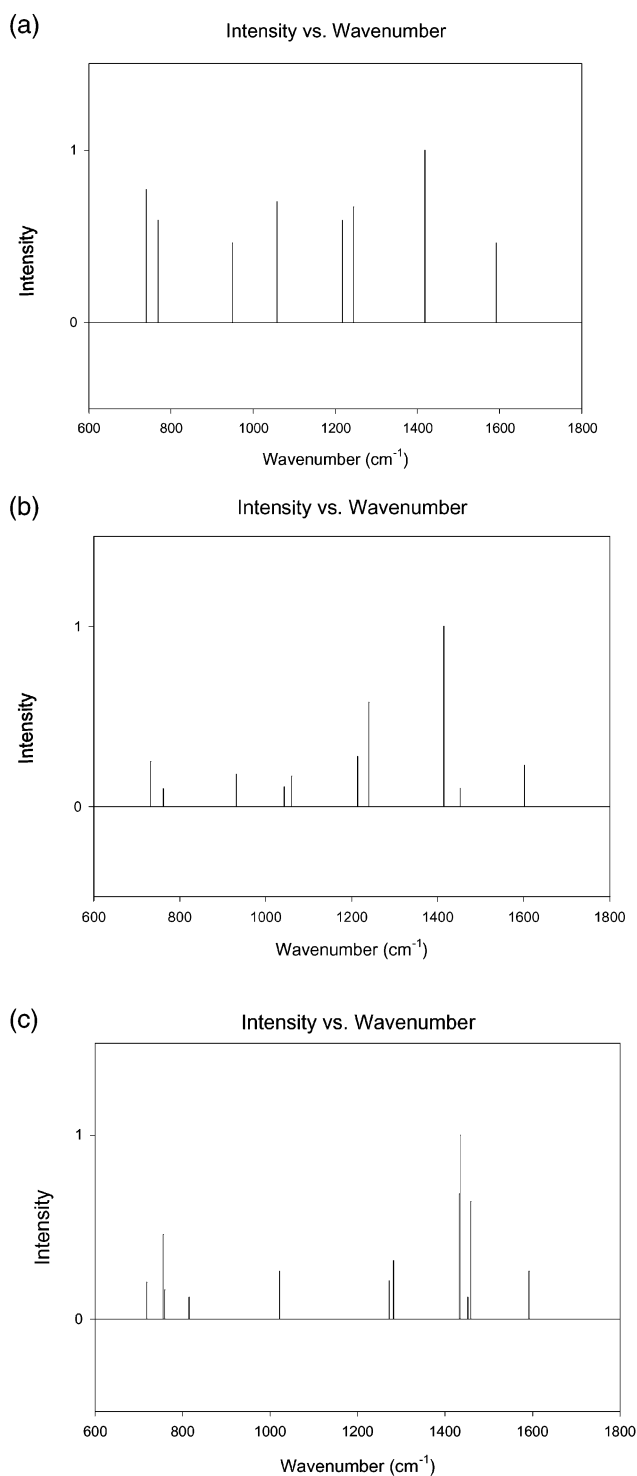 (a)
Intensity vs. Wavenumber
1
0
Intensity
600 800 1000 1200 1400 1600 1800
Wavenumber (cm-1)
(b)
Intensity vs. Wavenumber
1
0
Intensity
600 800 1000 1200 1400 1600 1800
Wavenumber (cm-1)
(c)
Intensity vs. Wavenumber
1
0
Intensity
600 800 1000 1200 1400 1600 1800
Wavenumber (cm-1)